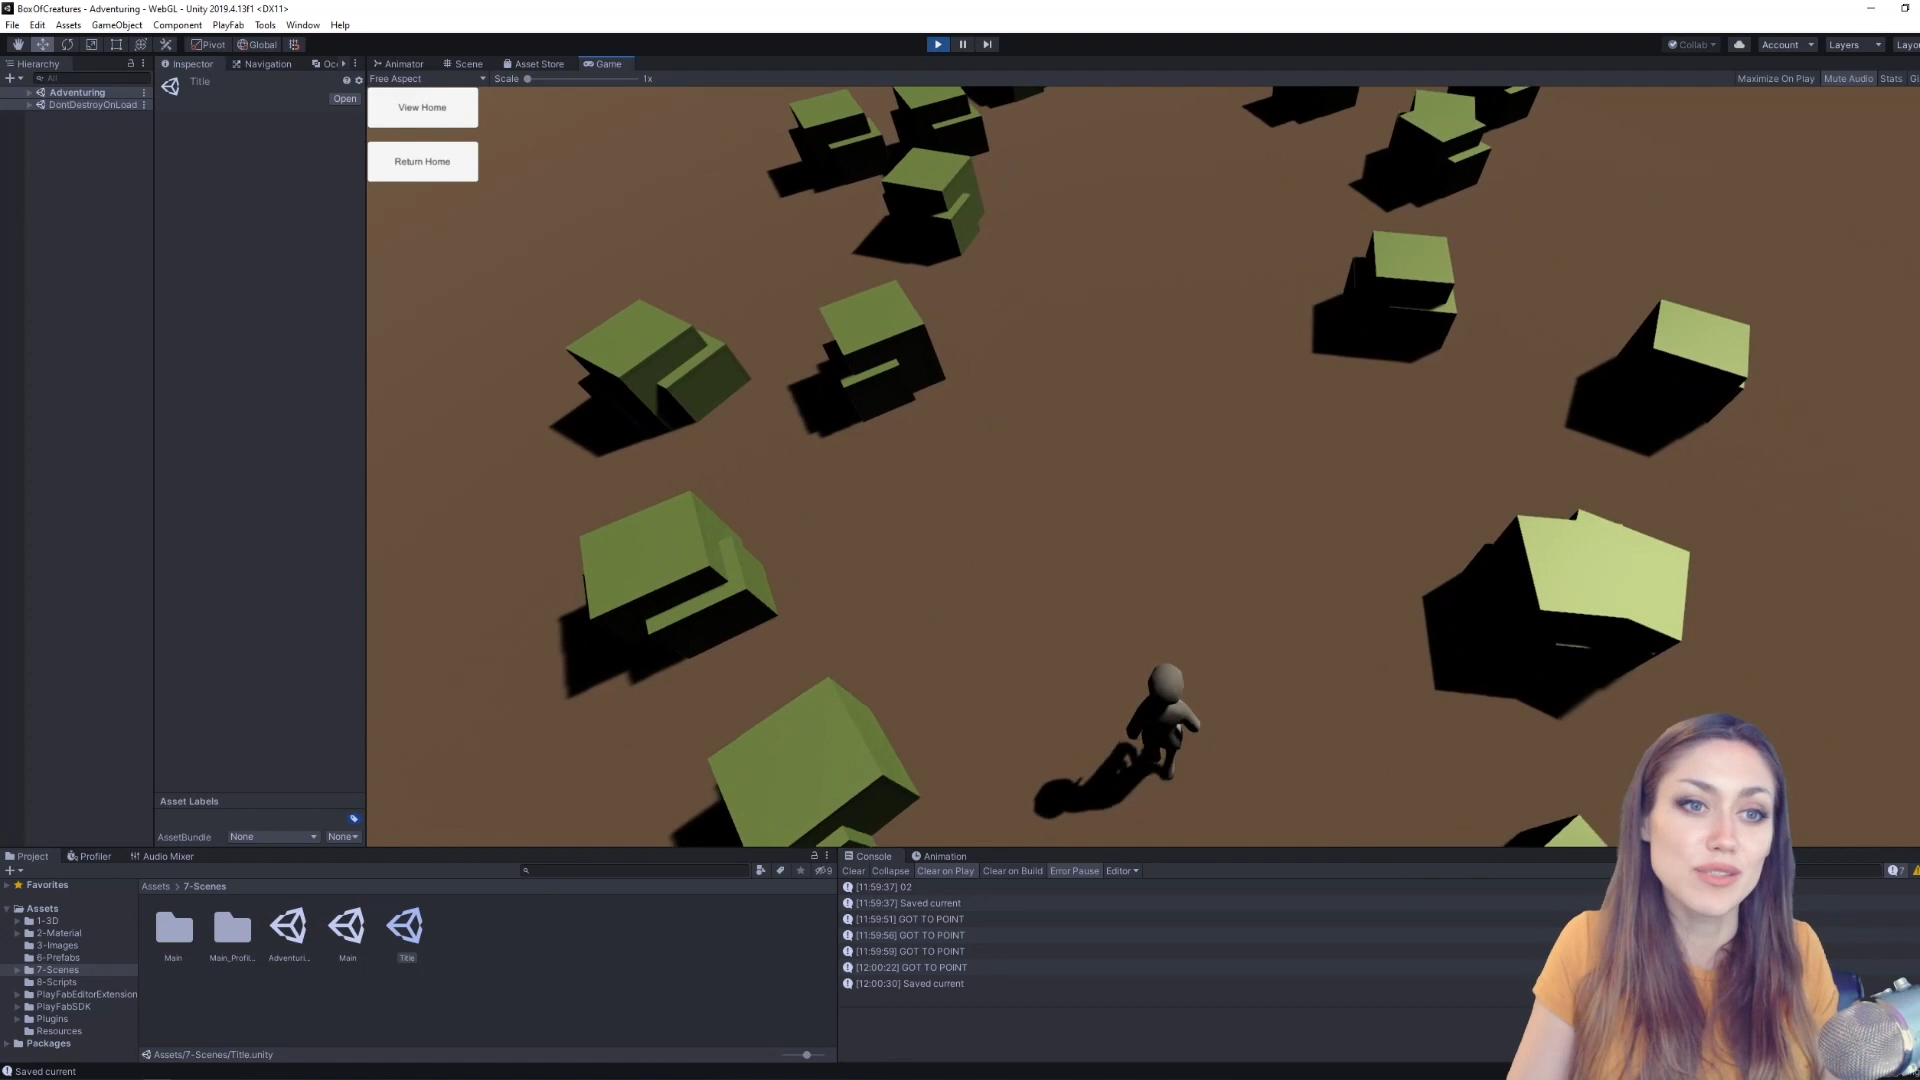 BoxOfCreatures - Adventuring - WebGL - Unity 2019.4.13f1 <DX11>
File Edit Assets GameObject Component PlayFab Tools Window Help
Pivot Global Collab Account Layers Layou
Hierarchy Inspector Navigation Oc Animator Scene Asset Store Game
All Title Free Aspect Scale 1x Maximize On Play Mute Audio Stats Gi
Adventuring Open
DontDestroyOnLoad
View Home
Return Home
Asset Labels
AssetBundle None None
Project Profiler Audio Mixer Console Animation
9 Clear Collapse Clear on Play Clear on Build Error Pause Editor 7
Favorites
Assets > 7-Scenes
Assets
1-3D
2-Material
3-Images
6-Prefabs
7-Scenes
8-Scripts
PlayFabEditorExtension
PlayFabSDK
Plugins
Resources
Packages
Main Main_Profil... Adventuri... Main Title
Assets/7-Scenes/Title.unity
[11:59:37] 02
[11:59:37] Saved current
[11:59:51] GOT TO POINT
[11:59:56] GOT TO POINT
[11:59:59] GOT TO POINT
[12:00:22] GOT TO POINT
[12:00:30] Saved current
Saved current